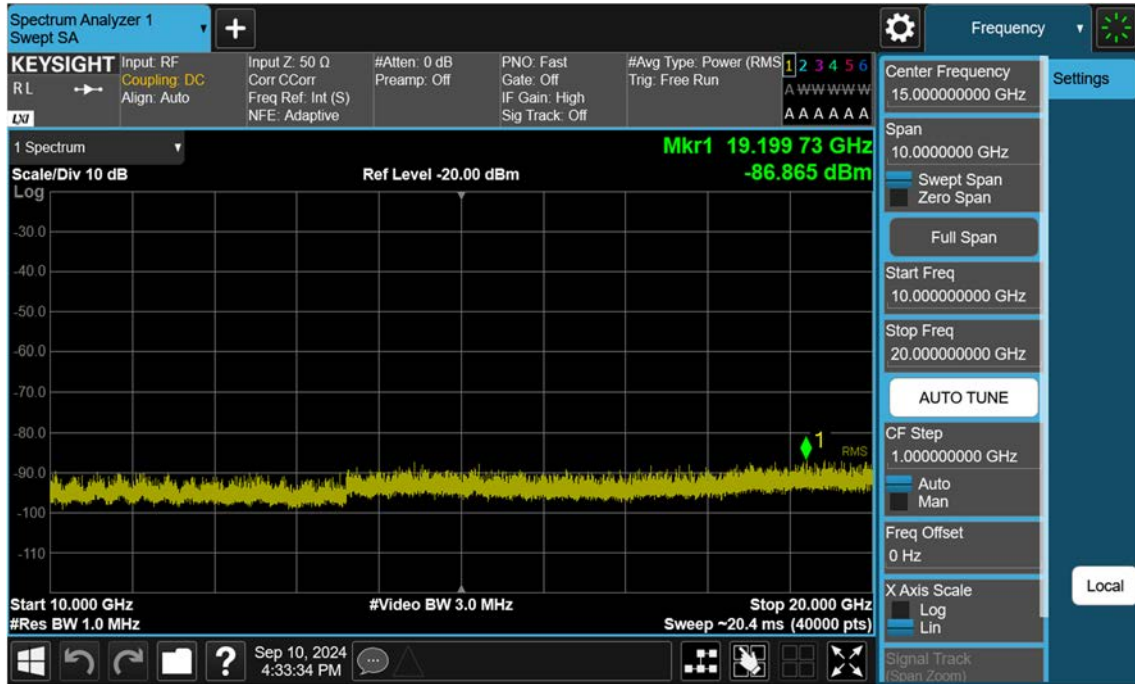 Spectrum Analyzer 1
Swept SA
+
Frequency
KEYSIGHT
R L
LXI
Input: RF
Coupling: DC
Align: Auto
Input Z: 50 Ω
Corr CCorr
Freq Ref: Int (S)
NFE: Adaptive
#Atten: 0 dB
Preamp: Off
PNO: Fast
Gate: Off
IF Gain: High
Sig Track: Off
#Avg Type: Power (RMS
Trig: Free Run
1 2 3 4 5 6
A W W W W W
A A A A A A
1 Spectrum
Mkr1 19.199 73 GHz
-86.865 dBm
Scale/Div 10 dB
Ref Level -20.00 dBm
Log
-30.0
-40.0
-50.0
-60.0
-70.0
-80.0
-90.0
-100
-110
1
RMS
Start 10.000 GHz
#Video BW 3.0 MHz
Stop 20.000 GHz
#Res BW 1.0 MHz
Sweep ~20.4 ms (40000 pts)
Center Frequency
15.000000000 GHz
Settings
Span
10.0000000 GHz
Swept Span
Zero Span
Full Span
Start Freq
10.000000000 GHz
Stop Freq
20.000000000 GHz
AUTO TUNE
CF Step
1.000000000 GHz
Auto
Man
Freq Offset
0 Hz
X Axis Scale
Log
Lin
Local
Signal Track
(Span Zoom)
?
Sep 10, 2024
4:33:34 PM